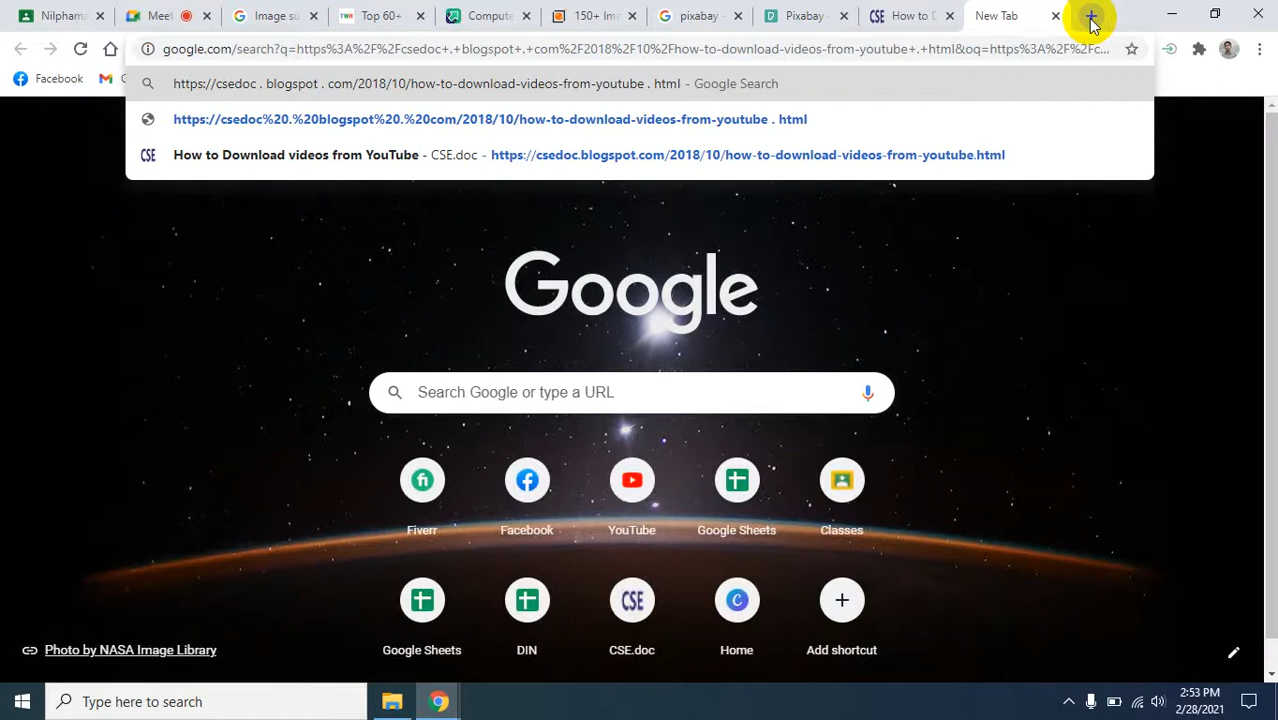 Nilpham
Meet
Image su
Top 60+
Compute
150+ Im
pixabay -
Pixabay
How to D
New Tab
google.com/search?q=https%3A%2F%2Fcsedoc+.+blogspot+.+com%2F2018%2F10%2Fhow-to-download-videos-from-youtube+.+html&oq=https%3A%2F%2Fc...
Facebook
https://csedoc . blogspot . com/2018/10/how-to-download-videos-from-youtube . html - Google Search
https://csedoc%20.%20blogspot%20.%20com/2018/10/how-to-download-videos-from-youtube . html
CSE How to Download videos from YouTube - CSE.doc - https://csedoc.blogspot.com/2018/10/how-to-download-videos-from-youtube.html
Google
Search Google or type a URL
Fiverr
Facebook
YouTube
Google Sheets
Classes
CSE
Google Sheets
DIN
CSE.doc
Home
Add shortcut
Photo by NASA Image Library
Type here to search
2:53 PM
2/28/2021